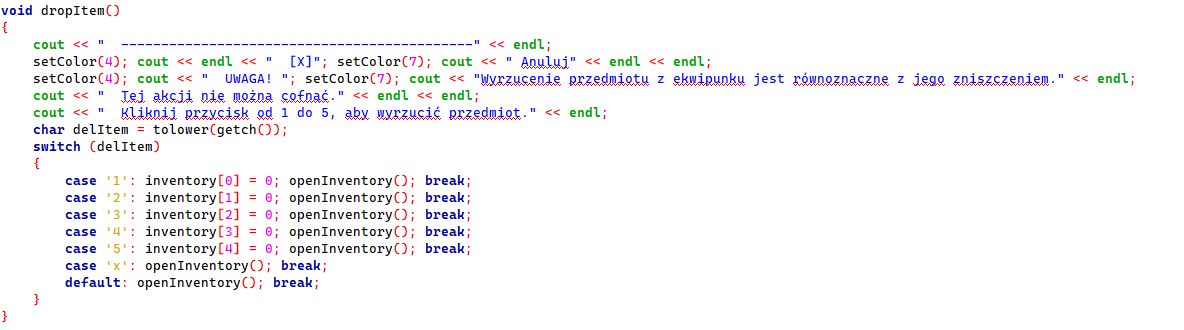 void dropItem()
{
    cout << "  --------------------------------------------" << endl;
    setColor(4); cout << endl << "  [X]"; setColor(7); cout << " Anuluj" << endl << endl;
    setColor(4); cout << "  UWAGA! "; setColor(7); cout <<"Wyrzucenie przedmiotu z ekwipunku jest równoznaczne z jego zniszczeniem." << endl;
    cout << "  Tej akcji nie można cofnąć." << endl << endl;
    cout << "  Kliknij przycisk od 1 do 5, aby wyrzucić przedmiot." << endl;
    char delItem = tolower(getch());
    switch (delItem)
    {
        case '1': inventory[0] = 0; openInventory(); break;
        case '2': inventory[1] = 0; openInventory(); break;
        case '3': inventory[2] = 0; openInventory(); break;
        case '4': inventory[3] = 0; openInventory(); break;
        case '5': inventory[4] = 0; openInventory(); break;
        case 'x': openInventory(); break;
        default: openInventory(); break;
    }
}